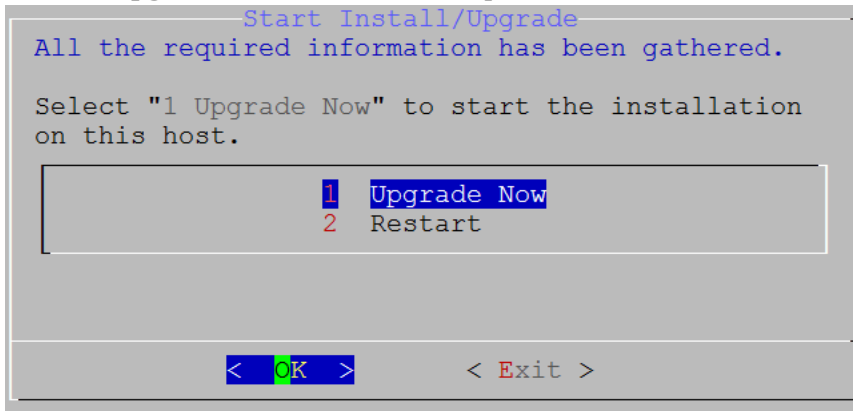 Start Install/Upgrade
All the required information has been gathered.
Select "1 Upgrade Now" to start the installation
on this host.
1 Upgrade Now
2 Restart
< OK > < Exit >